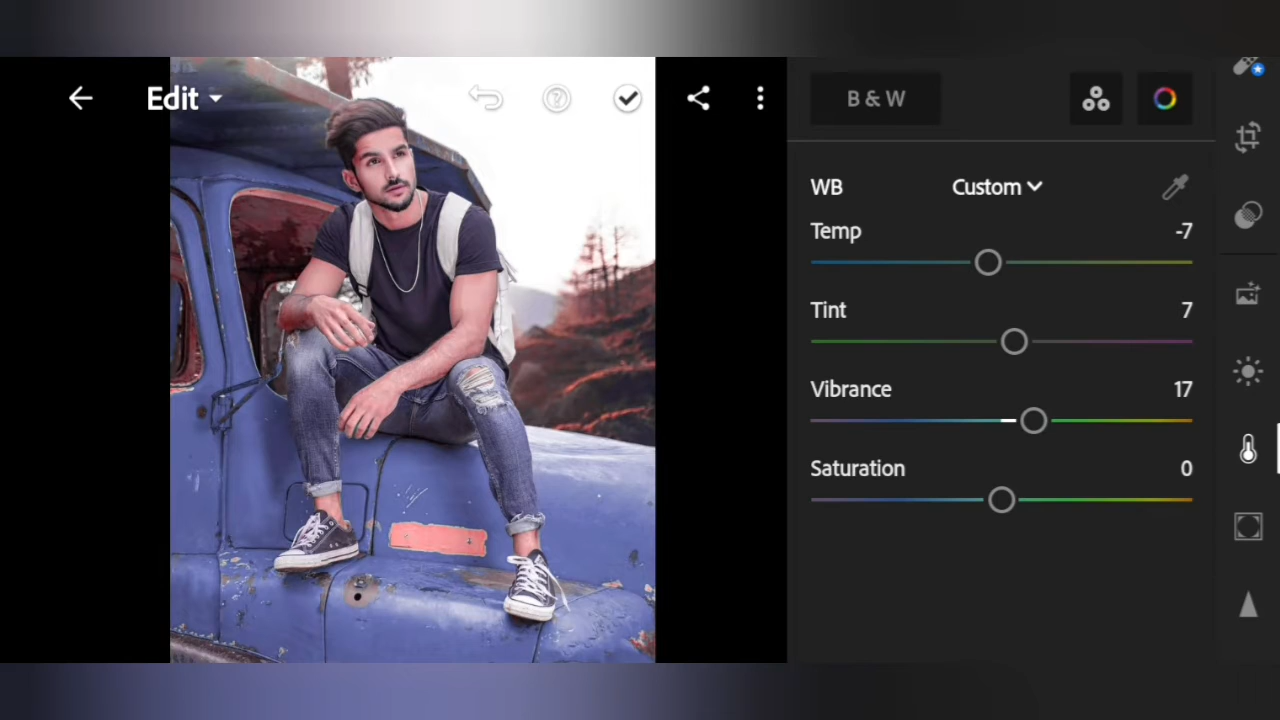 Edit
B & W
WB Custom
Temp -7
Tint 7
Vibrance 17
Saturation 0